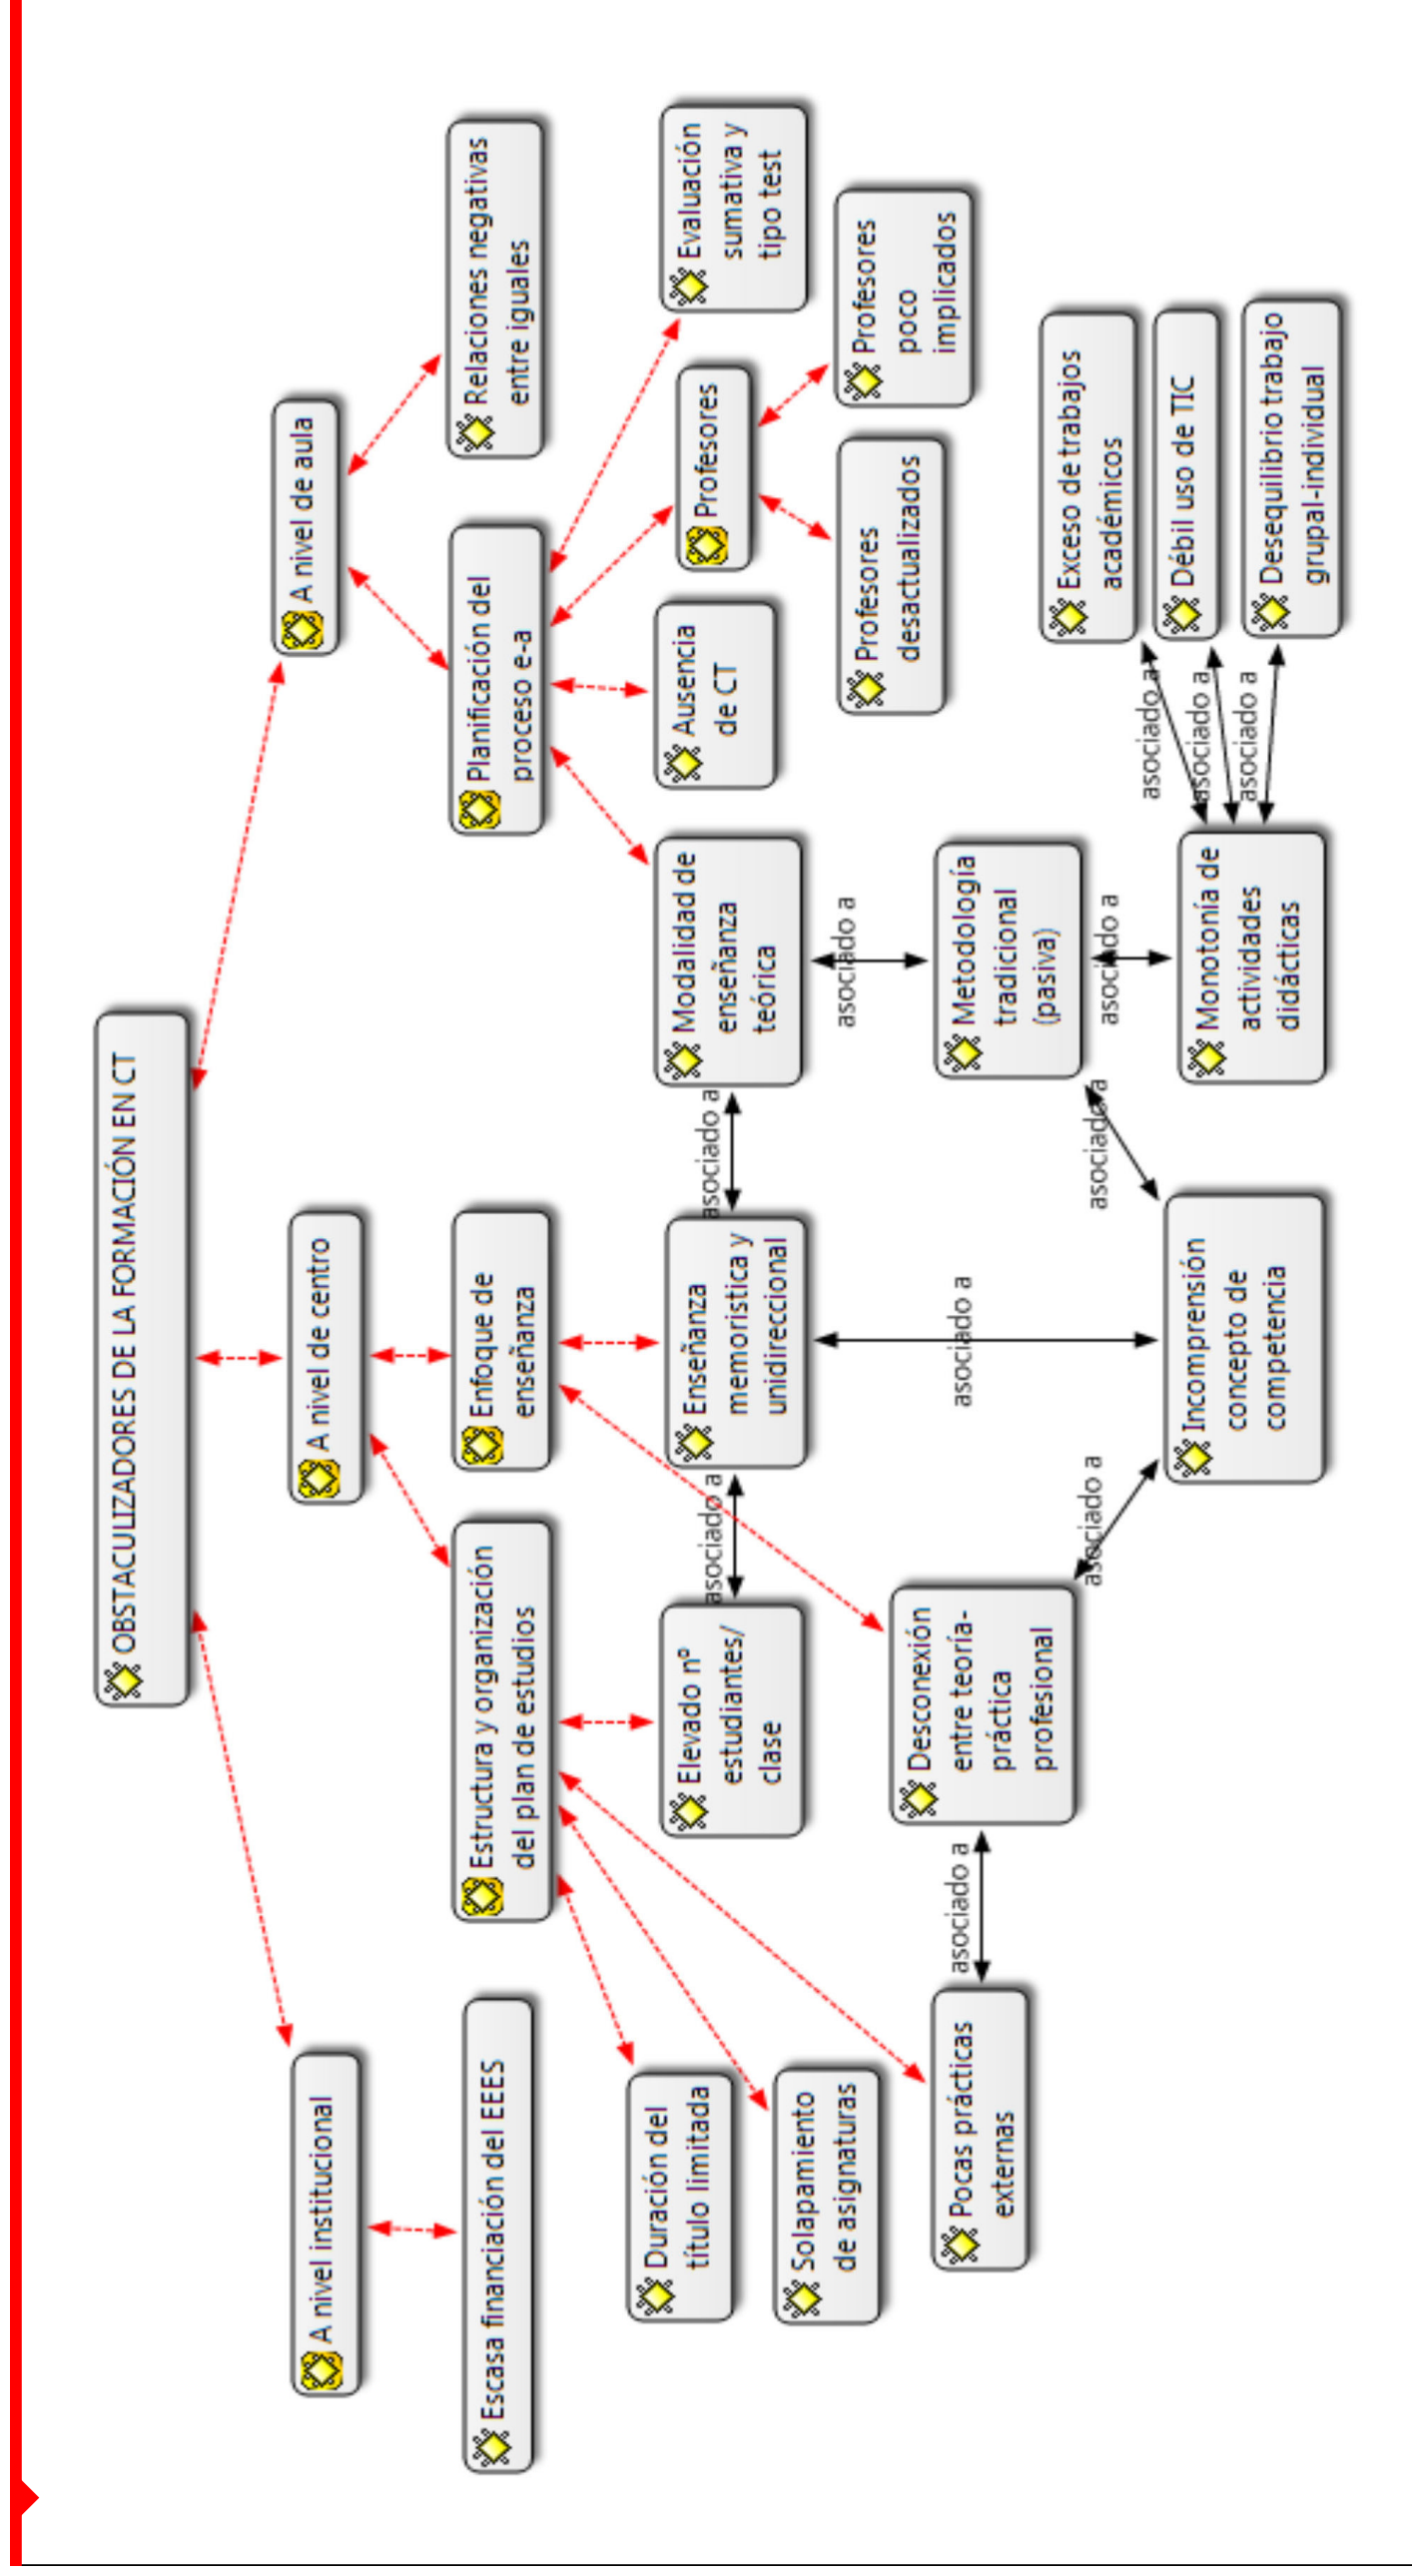 OBSTACULIZADORES DE LA FORMACIÓN EN CT
A nivel institucional
A nivel de centro
A nivel de aula
Escasa financiación del EEES
Estructura y organización
del plan de estudios
Enfoque de
enseñanza
Planificación del
proceso e-a
Relaciones negativas
entre iguales
Duración del
título limitada
Elevado nº
estudiantes/
clase
asociado a
Enseñanza
memorística y
unidireccional
asociado a
Modalidad de
enseñanza
teórica
Ausencia
de CT
Profesores
Evaluación
sumativa y
tipo test
Solapamiento
de asignaturas
asociado a
Profesores
desactualizados
Profesores
poco
implicados
Pocas prácticas
externas
asociado a
Desconexión
entre teoría-
práctica
profesional
asociado a
Metodología
tradicional
(pasiva)
asociado a
asociado a
asociado a
Exceso de trabajos
académicos
asociado a
Débil uso de TIC
asociado a
Desequilibrio trabajo
grupal-individual
asociado a
Incomprensión
concepto de
competencia
Monotonía de
actividades
didácticas